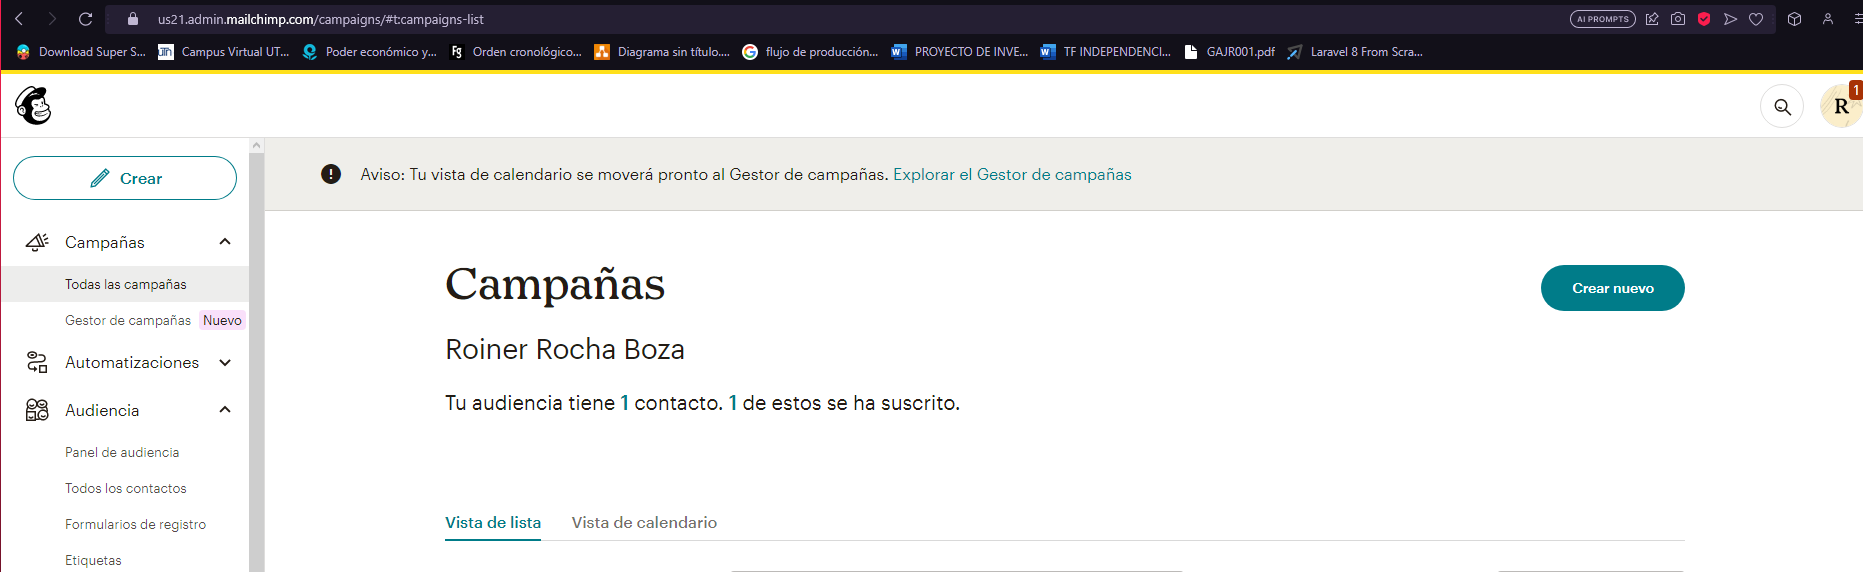 us21.admin.mailchimp.com/campaigns/#t:campaigns-list
AI PROMPTS
Download Super S...
UTN
Campus Virtual UT...
Poder económico y...
Fg
Orden cronológico...
Diagrama sin título....
flujo de producción...
PROYECTO DE INVE...
TF INDEPENDENCI...
GAJR001.pdf
Laravel 8 From Scra...
R
1
Crear
Aviso: Tu vista de calendario se moverá pronto al Gestor de campañas. Explorar el Gestor de campañas
Campañas
Todas las campañas
Gestor de campañas Nuevo
Automatizaciones
Audiencia
Panel de audiencia
Todos los contactos
Formularios de registro
Etiquetas
Campañas
Crear nuevo
Roiner Rocha Boza
Tu audiencia tiene 1 contacto. 1 de estos se ha suscrito.
Vista de lista
Vista de calendario